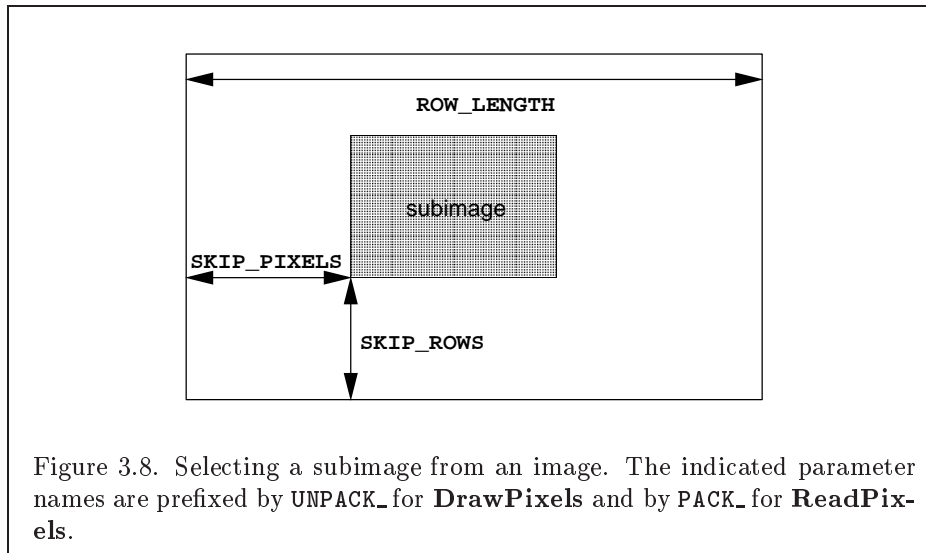 ROW_LENGTH
subimage
SKIP_PIXELS
SKIP_ROWS
Figure 3.8. Selecting a subimage from an image. The indicated parameter
names are prefixed by UNPACK_ for DrawPixels and by PACK_ for ReadPix-
els.